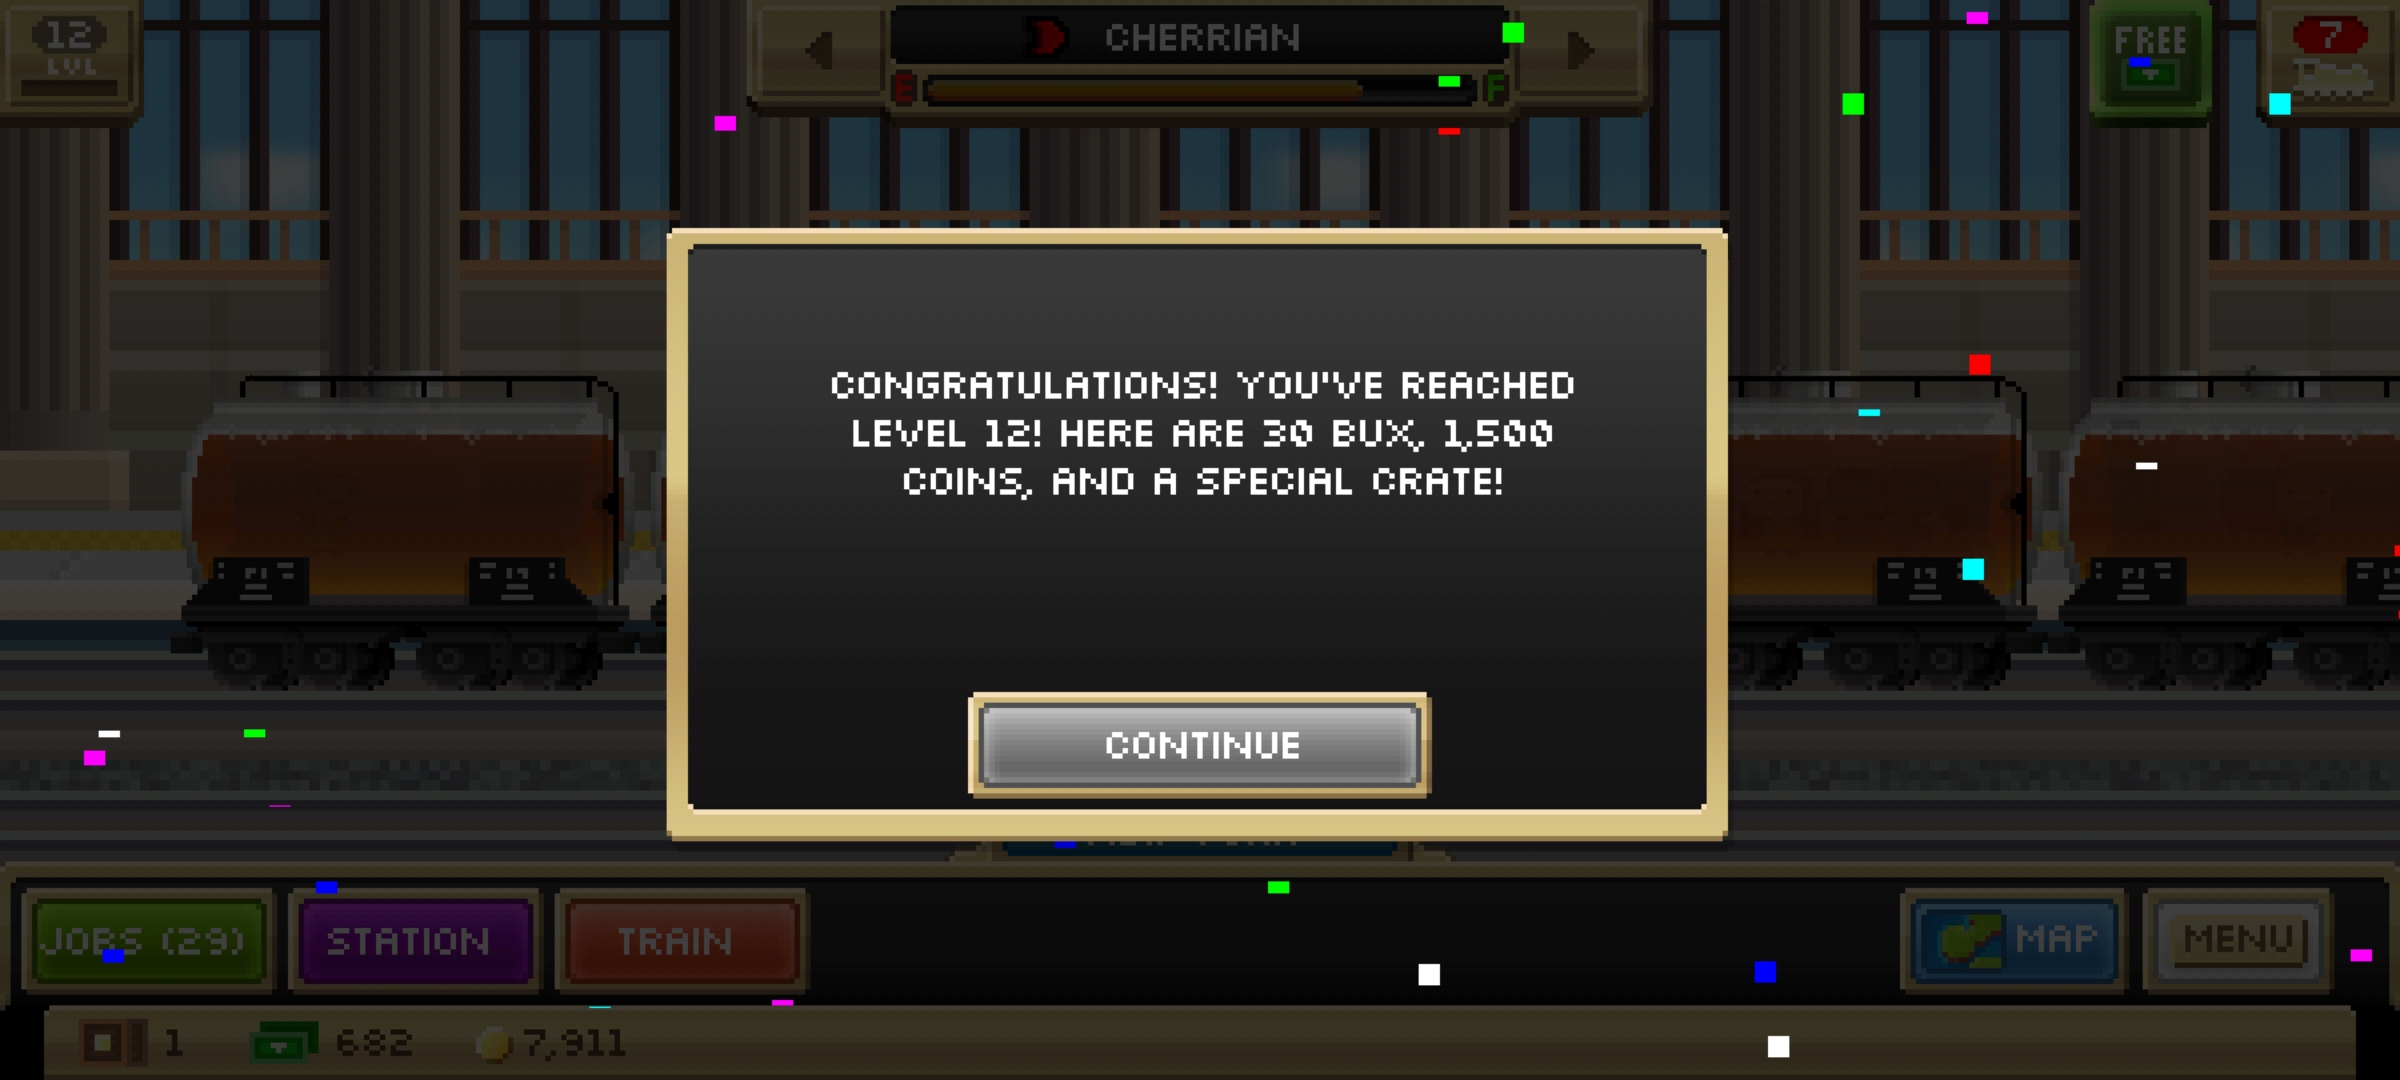 12
LVL
CHERRIAN
E F
FREE
7
CONGRATULATIONS! YOU'VE REACHED
LEVEL 12! HERE ARE 30 BUX, 1,500
COINS, AND A SPECIAL CRATE!
CONTINUE
JOBS (29)
STATION
TRAIN
MAP
MENU
1
682
7,911